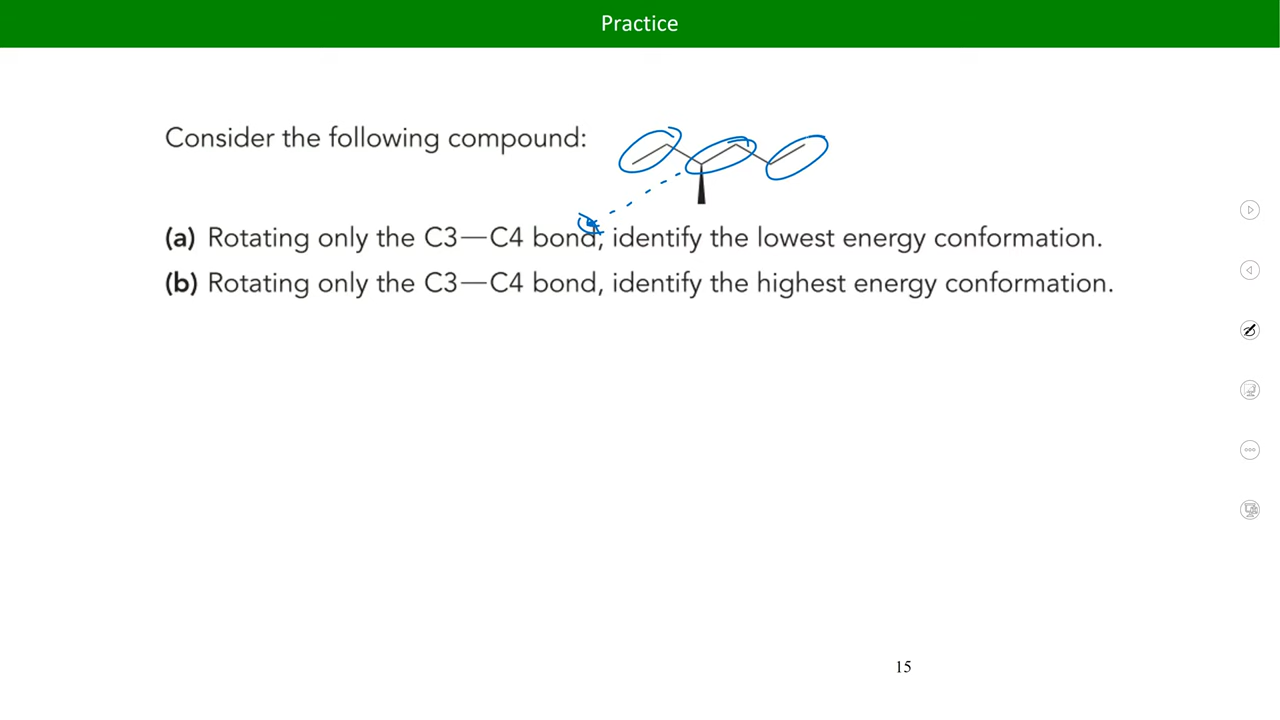 Practice
Consider the following compound:
(a) Rotating only the C3—C4 bond, identify the lowest energy conformation.
(b) Rotating only the C3—C4 bond, identify the highest energy conformation.
15